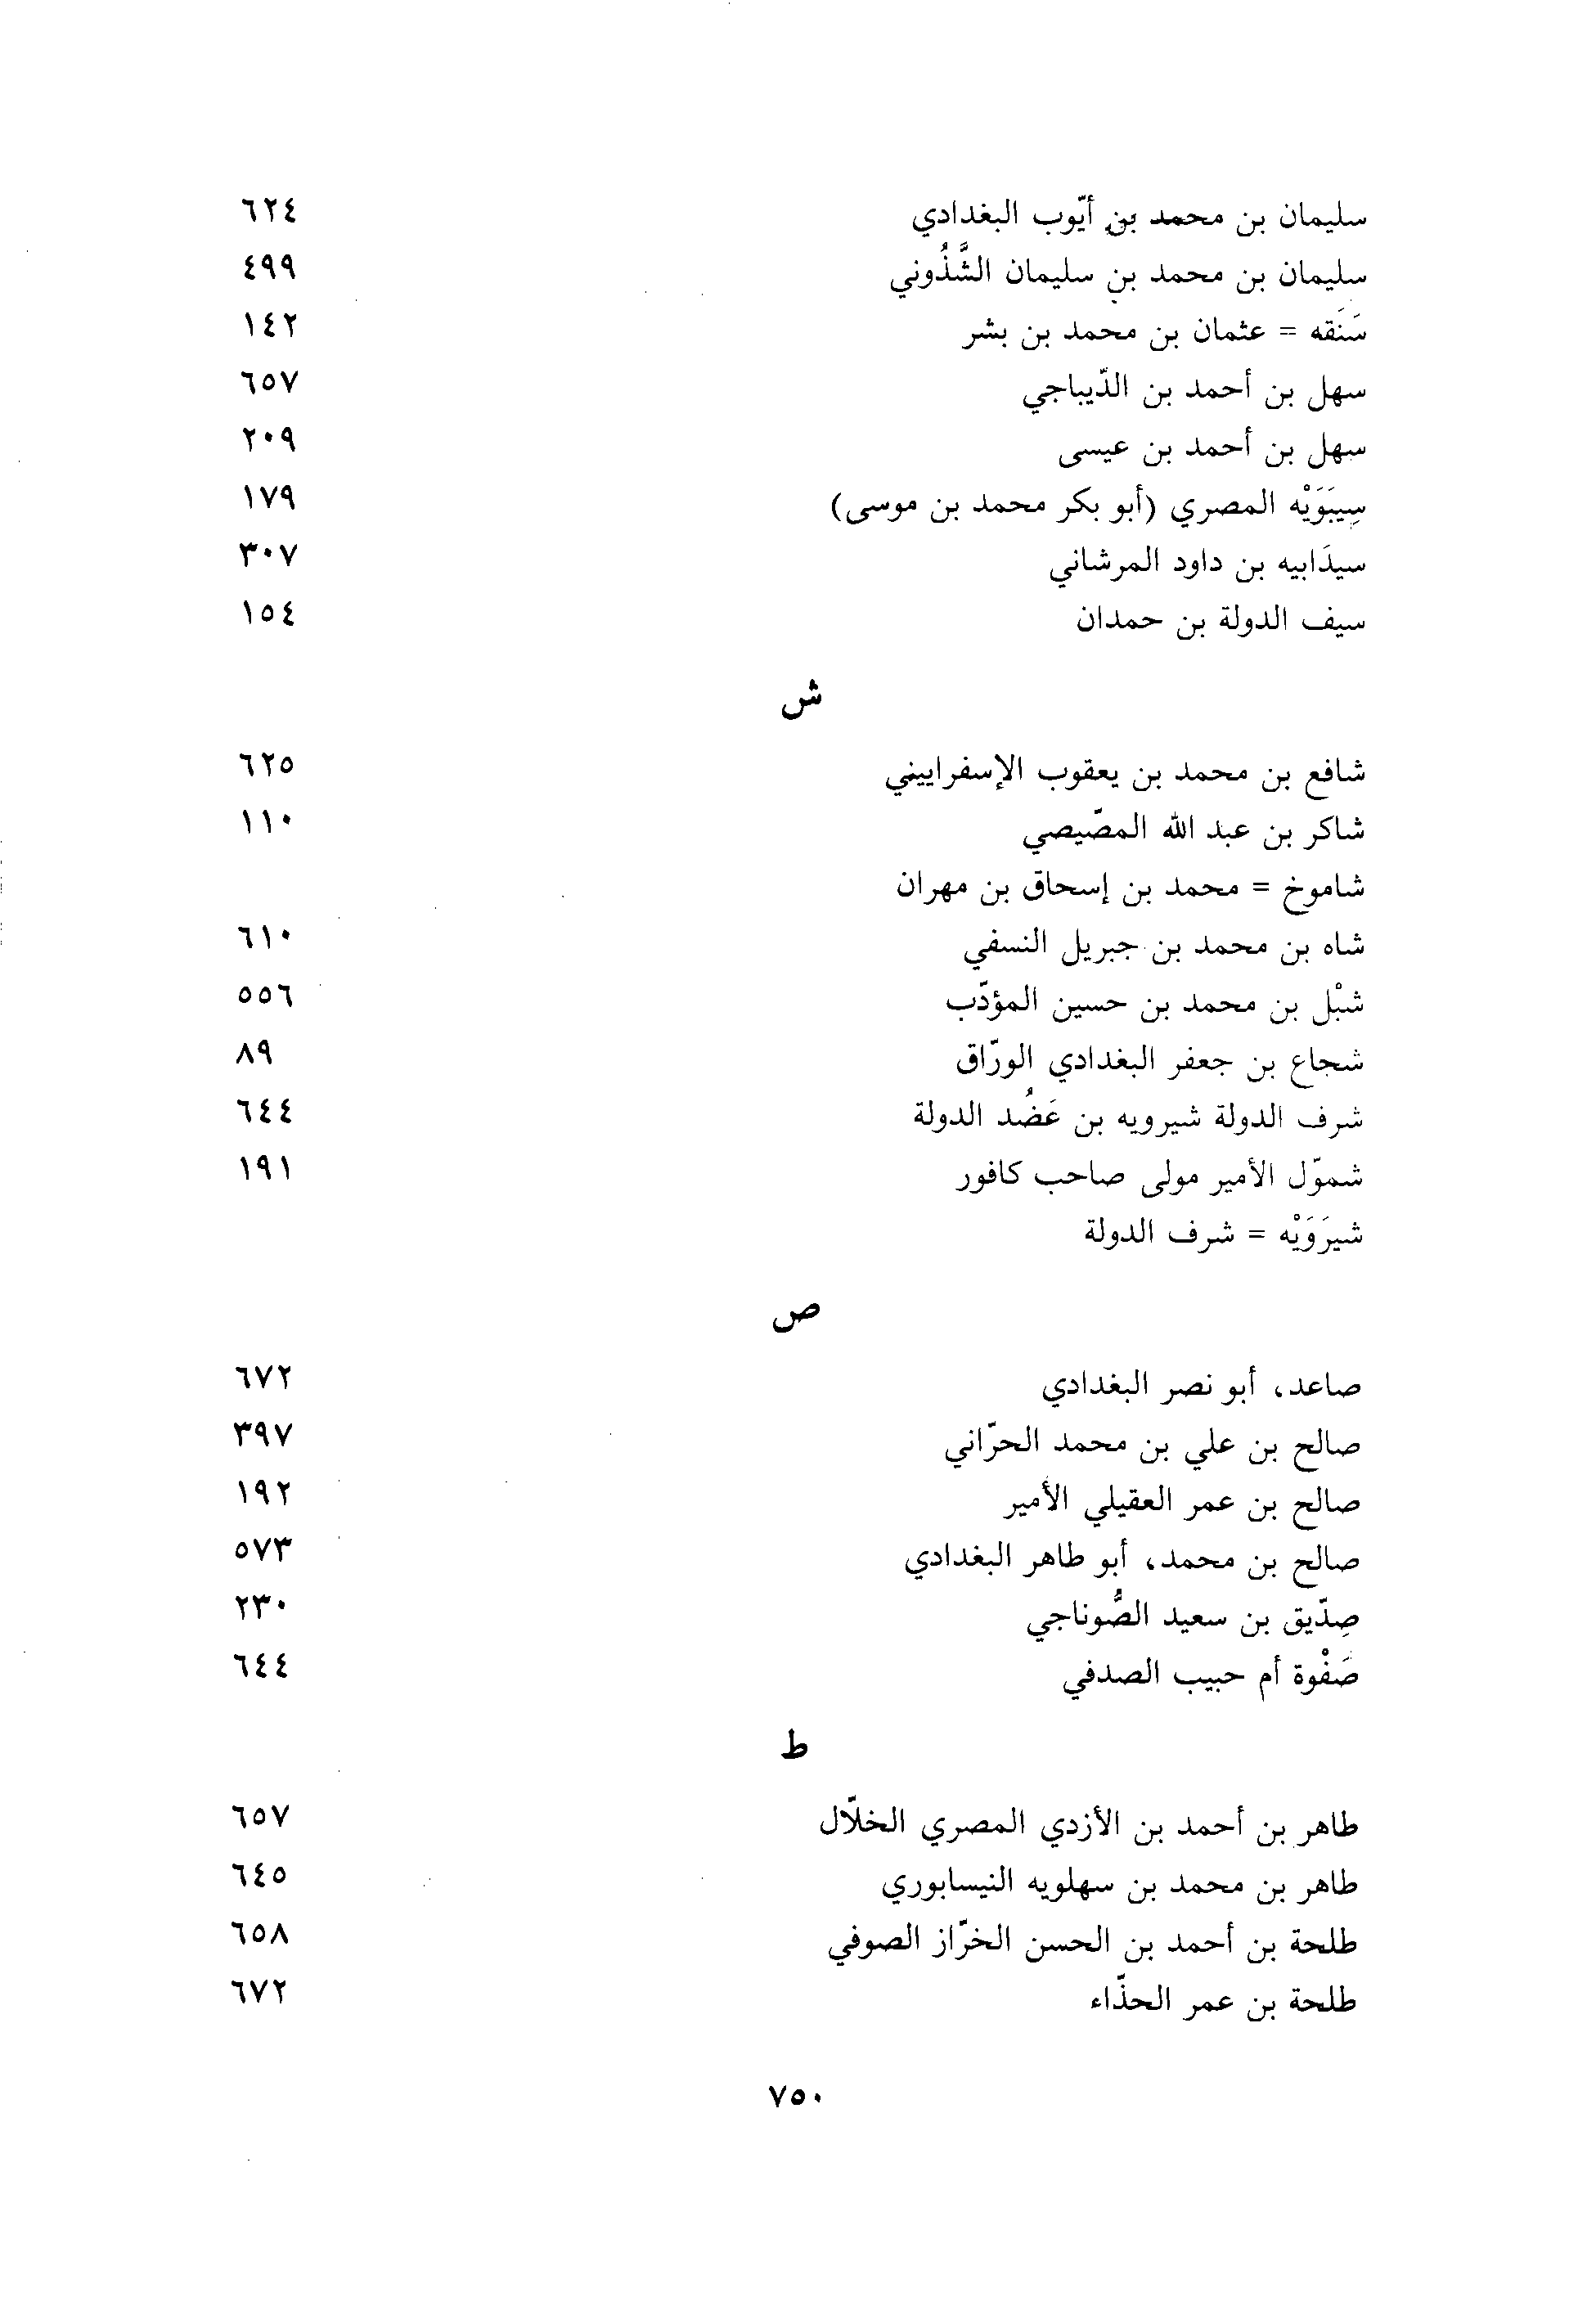 سليمان بن محمد بن أيّوب البغدادي ٦٢٤
سليمان بن محمد بن سليمان الشَّذُوني ٤٩٩
سَنَقه = عثمان بن محمد بن بشر ١٤٢
سهل بن أحمد بن الدّيباجي ٦٥٧
سهل بن أحمد بن عيسى ٢٠٩
سِيبَوَيْه المصري (أبو بكر محمد بن موسى) ١٧٩
سيدَابيه بن داود المرشاني ٣٠٧
سيف الدولة بن حمدان ١٥٤
ش
شافع بن محمد بن يعقوب الإسفراييني ٦٢٥
شاكر بن عبد الله المصّيصي ١١٠
شاموخ = محمد بن إسحاق بن مهران
شاه بن محمد بن جبريل النسفي ٦١٠
شبْل بن محمد بن حسين المؤدّب ٥٥٦
شجاع بن جعفر البغدادي الورّاق ٨٩
شرف الدولة شيرويه بن عَضُد الدولة ٦٤٤
شموّل الأمير مولى صاحب كافور ١٩١
شيرَوَيْه = شرف الدولة
ص
صاعد، أبو نصر البغدادي ٦٧٢
صالح بن علي بن محمد الحرّاني ٣٩٧
صالح بن عمر العقيلي الأمير ١٩٢
صالح بن محمد، أبو طاهر البغدادي ٥٧٣
صِدّيق بن سعيد الصُّوناجي ٢٣٠
صَفْوة أم حبيب الصدفي ٦٤٤
ط
طاهر بن أحمد بن الأزدي المصري الخلّال ٦٥٧
طاهر بن محمد بن سهلويه النيسابوري ٦٤٥
طلحة بن أحمد بن الحسن الخرّاز الصوفي ٦٥٨
طلحة بن عمر الحذّاء ٦٧٢
٧٥٠